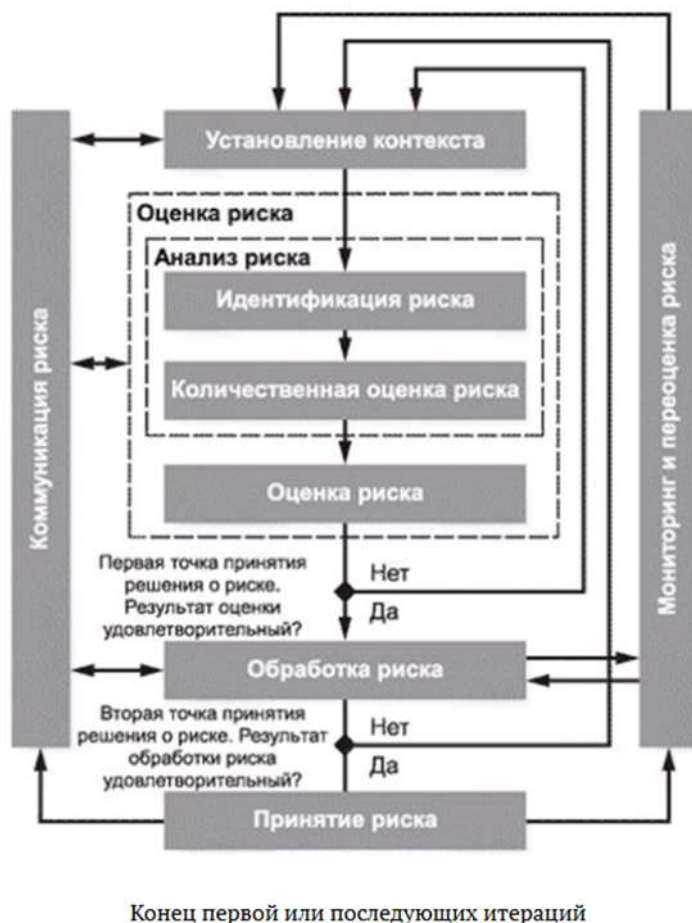 Установление контекста
Оценка риска
Анализ риска
Идентификация риска
Количественная оценка риска
Оценка риска
Первая точка принятия
решения о риске.
Результат оценки
удовлетворительный?
Нет
Да
Обработка риска
Вторая точка принятия
решения о риске. Результат
обработки риска
удовлетворительный?
Нет
Да
Принятие риска
Коммуникация риска
Мониторинг и переоценка риска
Конец первой или последующих итераций